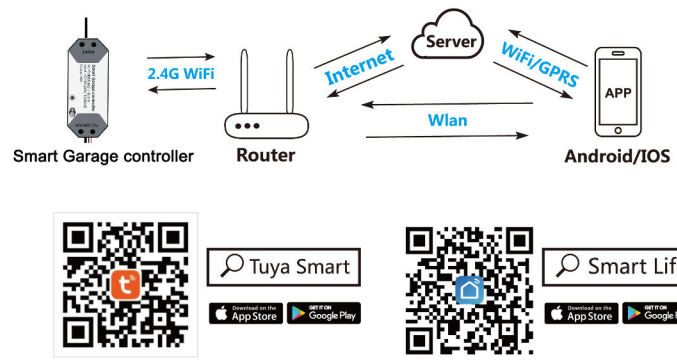 Server
2.4G WiFi
Internet
WiFi/GPRS
APP
Wlan
Smart Garage controller
Router
Android/IOS
Tuya Smart
Smart Lif
Download on the
App Store
GET IT ON
Google Play
Download on the
App Store
GET IT ON
Google